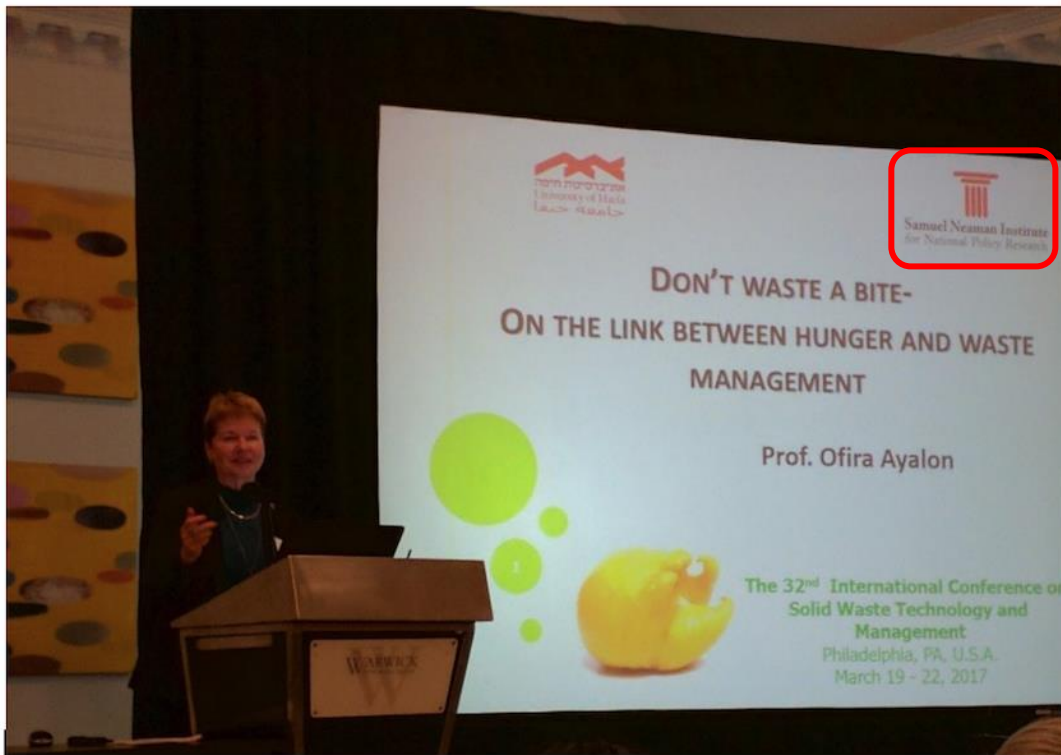 אוניברסיטת חיפה
University of Haifa
جامعة حيفا
Samuel Neaman Institute
for National Policy Research
DON'T WASTE A BITE-
ON THE LINK BETWEEN HUNGER AND WASTE
MANAGEMENT
Prof. Ofira Ayalon
1
The 32nd International Conference on
Solid Waste Technology and
Management
Philadelphia, PA, U.S.A.
March 19 - 22, 2017
THE
WARWICK
W